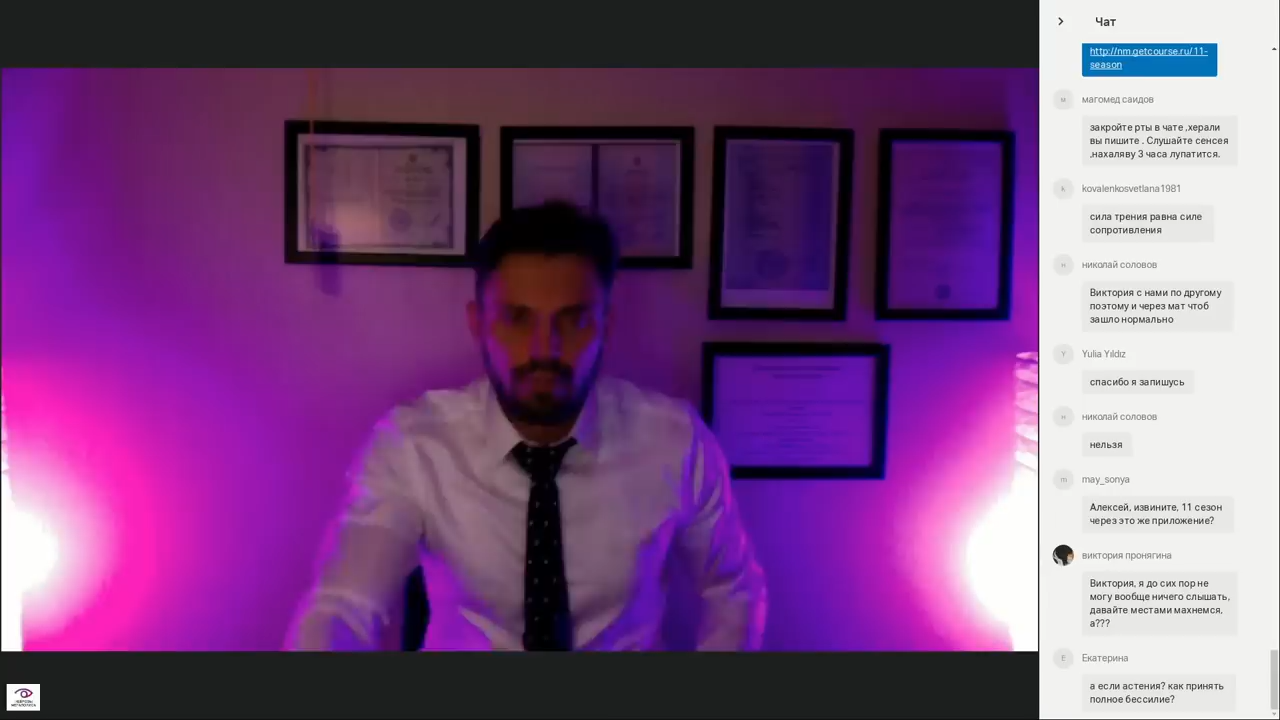 Чат
http://nm.getcourse.ru/11-
season
магомед саидов
закройте рты в чате ,херали
вы пишите . Слушайте сенсея
,нахаляву 3 часа лупатится.
kovalenkosvetlana1981
сила трения равна силе
сопротивления
николай соловов
Виктория с нами по другому
поэтому и через мат чтоб
зашло нормально
Yulia Yıldız
спасибо я запишусь
николай соловов
нельзя
may_sonya
Алексей, извините, 11 сезон
через это же приложение?
виктория пронягина
Виктория, я до сих пор не
могу вообще ничего слышать,
давайте местами махнемся,
а???
Екатерина
а если астения? как принять
полное бессилие?